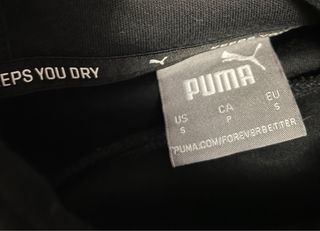 EPS YOU DRY
PUMA
US CA EU
S P S
PUMA.COM/FOREVERBETTER